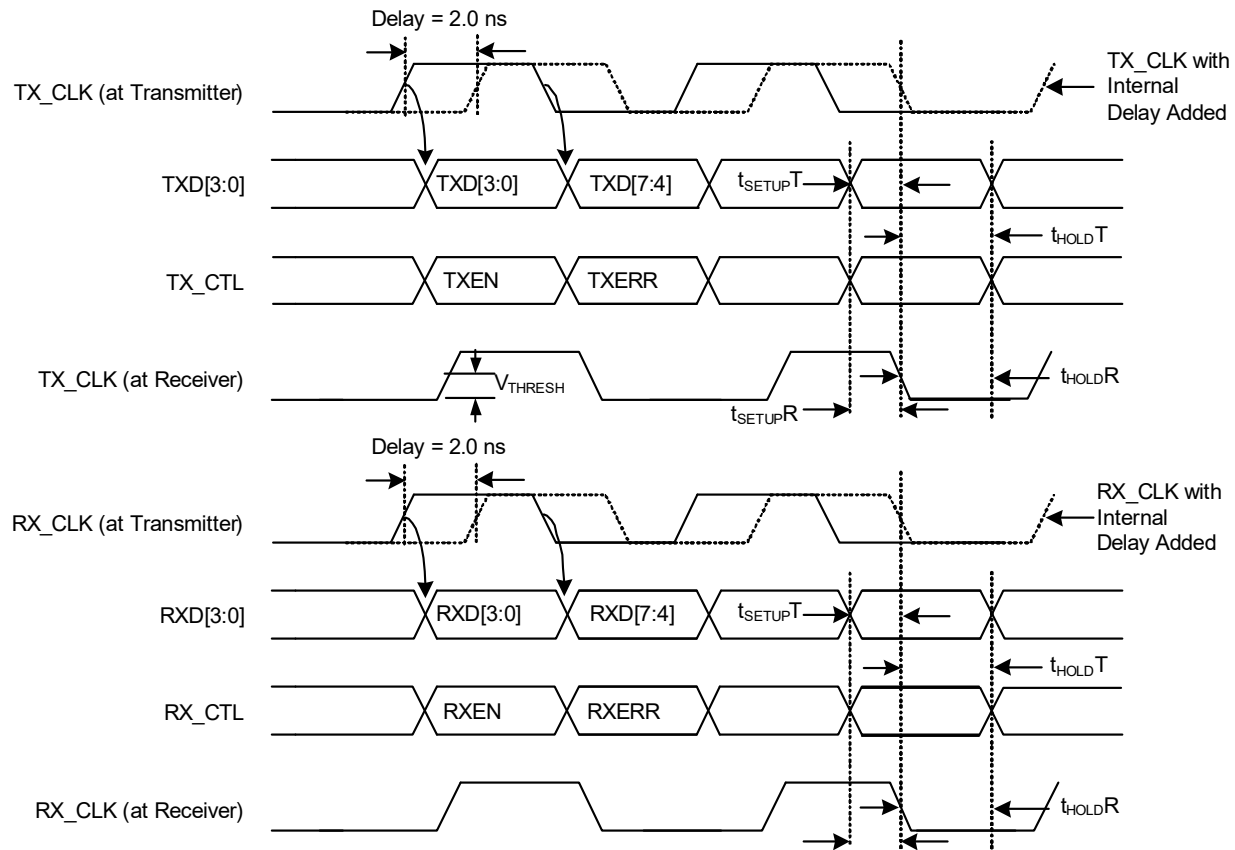 Delay = 2.0 ns
TX_CLK (at Transmitter)
TX_CLK with
Internal
Delay Added
TXD[3:0]
TXD[3:0]
TXD[7:4]
tSETUPT
tHOLDT
TX_CTL
TXEN
TXERR
TX_CLK (at Receiver)
VTHRESH
tHOLDR
tSETUPR
Delay = 2.0 ns
RX_CLK (at Transmitter)
RX_CLK with
Internal
Delay Added
RXD[3:0]
RXD[3:0]
RXD[7:4]
tSETUPT
tHOLDT
RX_CTL
RXEN
RXERR
RX_CLK (at Receiver)
tHOLDR